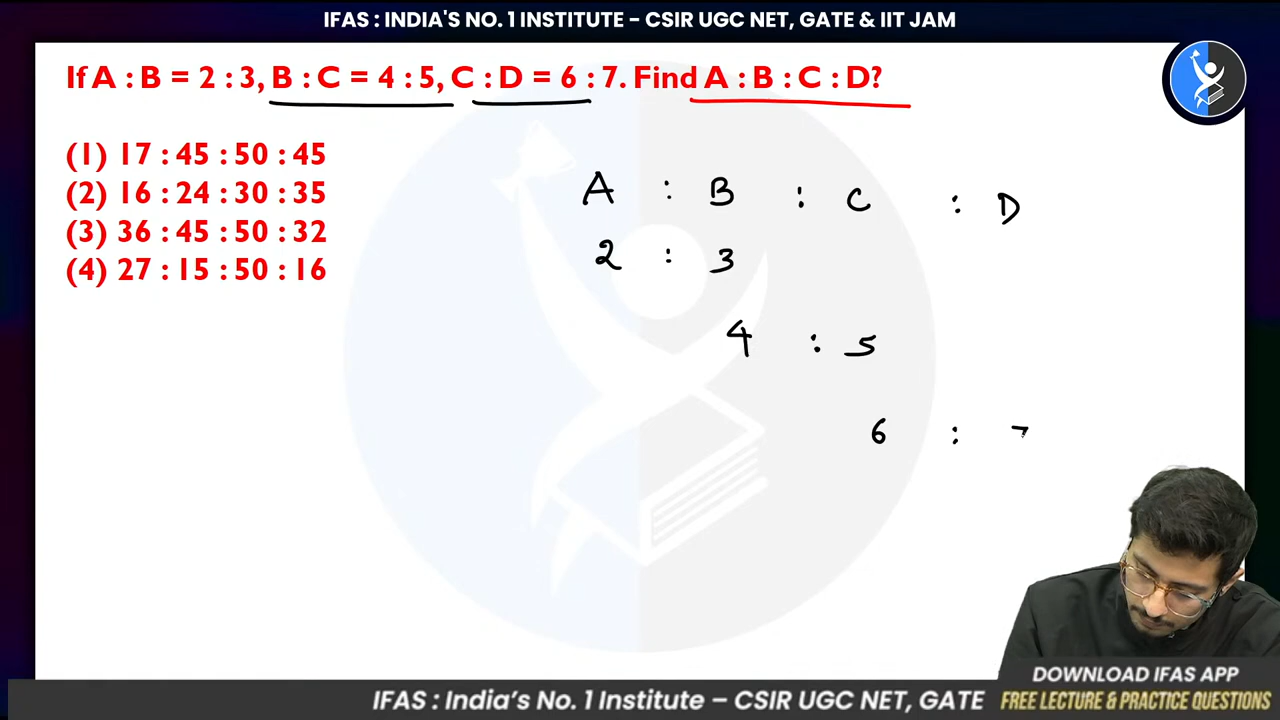 IFAS : INDIA'S NO. 1 INSTITUTE – CSIR UGC NET, GATE & IIT JAM
If A : B = 2 : 3, B : C = 4 : 5, C : D = 6 : 7. Find A : B : C : D?
(1) 17 : 45 : 50 : 45
(2) 16 : 24 : 30 : 35
(3) 36 : 45 : 50 : 32
(4) 27 : 15 : 50 : 16
A : B : C : D
2 : 3
4 : 5
6 :
DOWNLOAD IFAS APP
IFAS : India's No. 1 Institute – CSIR UGC NET, GATE
FREE LECTURE & PRACTICE QUESTIONS